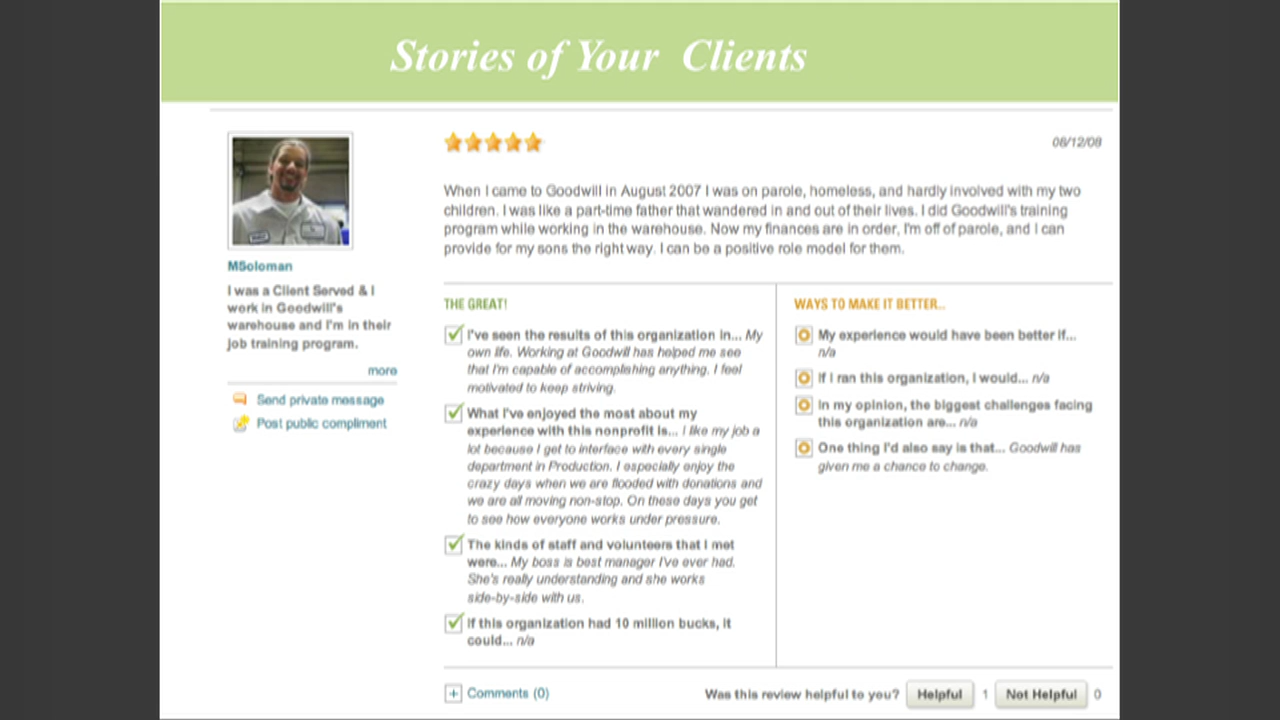 Stories of Your Clients
08/12/08
When I came to Goodwill in August 2007 I was on parole, homeless, and hardly involved with my two
children. I was like a part-time father that wandered in and out of their lives. I did Goodwill's training
program while working in the warehouse. Now my finances are in order, I'm off of parole, and I can
provide for my sons the right way. I can be a positive role model for them.
MSoloman
I was a Client Served & I
work in Goodwill's
warehouse and I'm in their
job training program.
more
Send private message
Post public compliment
THE GREAT!
I've seen the results of this organization in... My
own life. Working at Goodwill has helped me see
that I'm capable of accomplishing anything. I feel
motivated to keep striving.
What I've enjoyed the most about my
experience with this nonprofit is... I like my job a
lot because I get to interface with every single
department in Production. I especially enjoy the
crazy days when we are flooded with donations and
we are all moving non-stop. On these days you get
to see how everyone works under pressure.
The kinds of staff and volunteers that I met
were... My boss is best manager I've ever had.
She's really understanding and she works
side-by-side with us.
If this organization had 10 million bucks, it
could... n/a
WAYS TO MAKE IT BETTER...
My experience would have been better if...
n/a
If I ran this organization, I would... n/a
In my opinion, the biggest challenges facing
this organization are... n/a
One thing I'd also say is that... Goodwill has
given me a chance to change.
Comments (0)
Was this review helpful to you? Helpful 1 Not Helpful 0